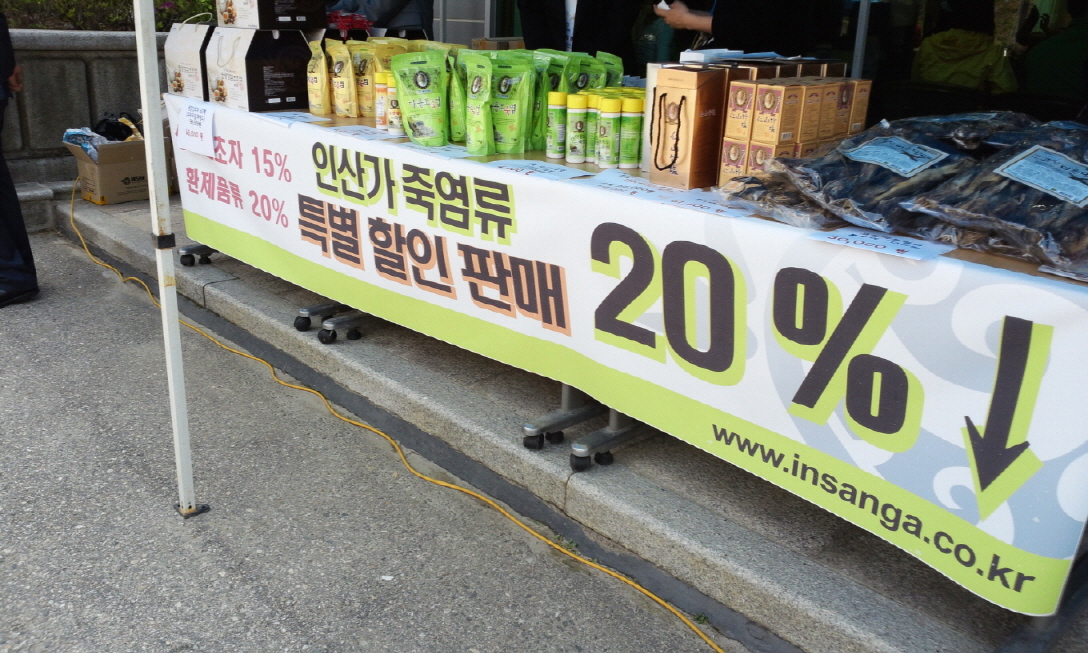 초자 15%
환제품류 20%
인산가 죽염류
특별 할인 판매
20% ↓
www.insanga.co.kr